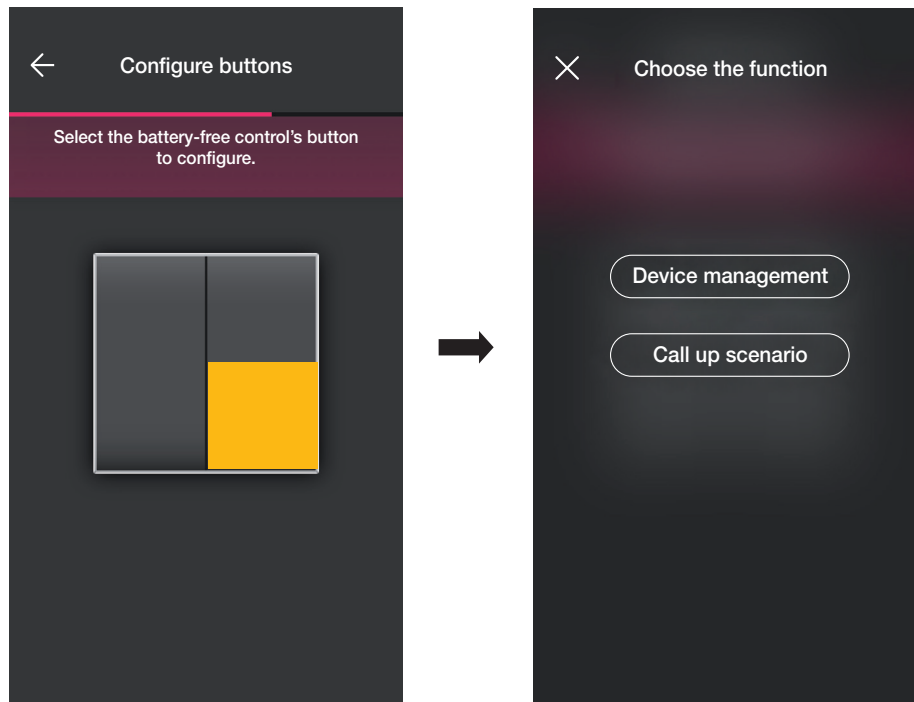 Configure buttons
Select the battery-free control's button
to configure.
Choose the function
Device management
Call up scenario